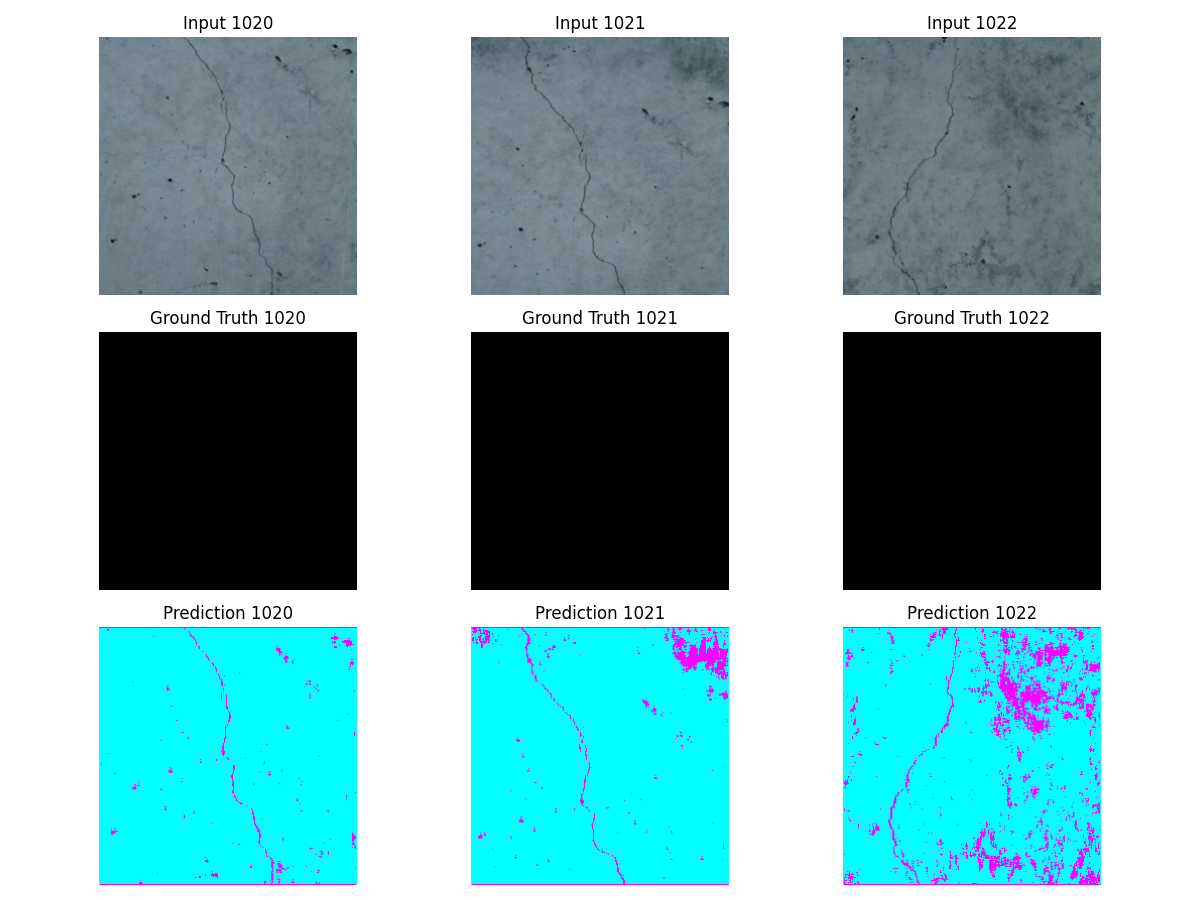 Input 1020
Input 1021
Input 1022
Ground Truth 1020
Ground Truth 1021
Ground Truth 1022
Prediction 1020
Prediction 1021
Prediction 1022